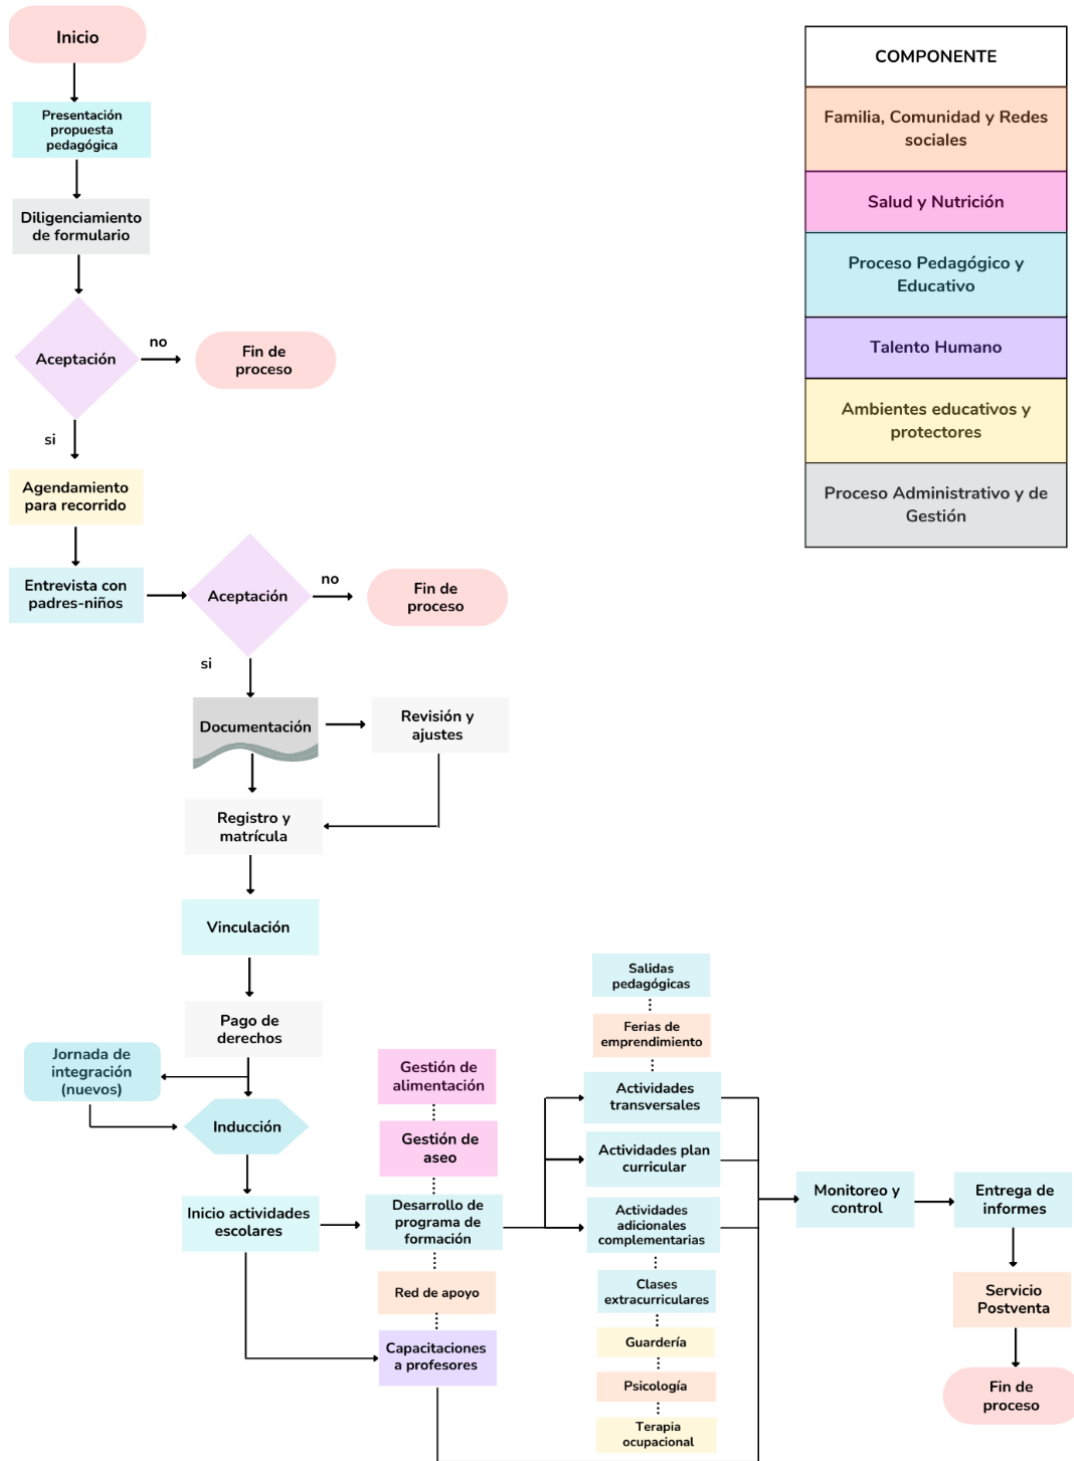 Inicio
Presentación
propuesta
pedagógica
Diligenciamiento
de formulario
Aceptación
no
Fin de
proceso
si
Agendamiento
para recorrido
Entrevista con
padres-niños
Aceptación
no
Fin de
proceso
si
Documentación
Revisión y
ajustes
Registro y
matrícula
Vinculación
Pago de
derechos
Jornada de
integración
(nuevos)
Inducción
Inicio actividades
escolares
Gestión de
alimentación
Gestión de
aseo
Desarrollo de
programa de
formación
Red de apoyo
Capacitaciones
a profesores
Salidas
pedagógicas
Ferias de
emprendimiento
Actividades
transversales
Actividades plan
curricular
Actividades
adicionales
complementarias
Clases
extracurriculares
Guardería
Psicología
Terapia
ocupacional
Monitoreo y
control
Entrega de
informes
Servicio
Postventa
Fin de
proceso
COMPONENTE
Familia, Comunidad y Redes
sociales
Salud y Nutrición
Proceso Pedagógico y
Educativo
Talento Humano
Ambientes educativos y
protectores
Proceso Administrativo y de
Gestión